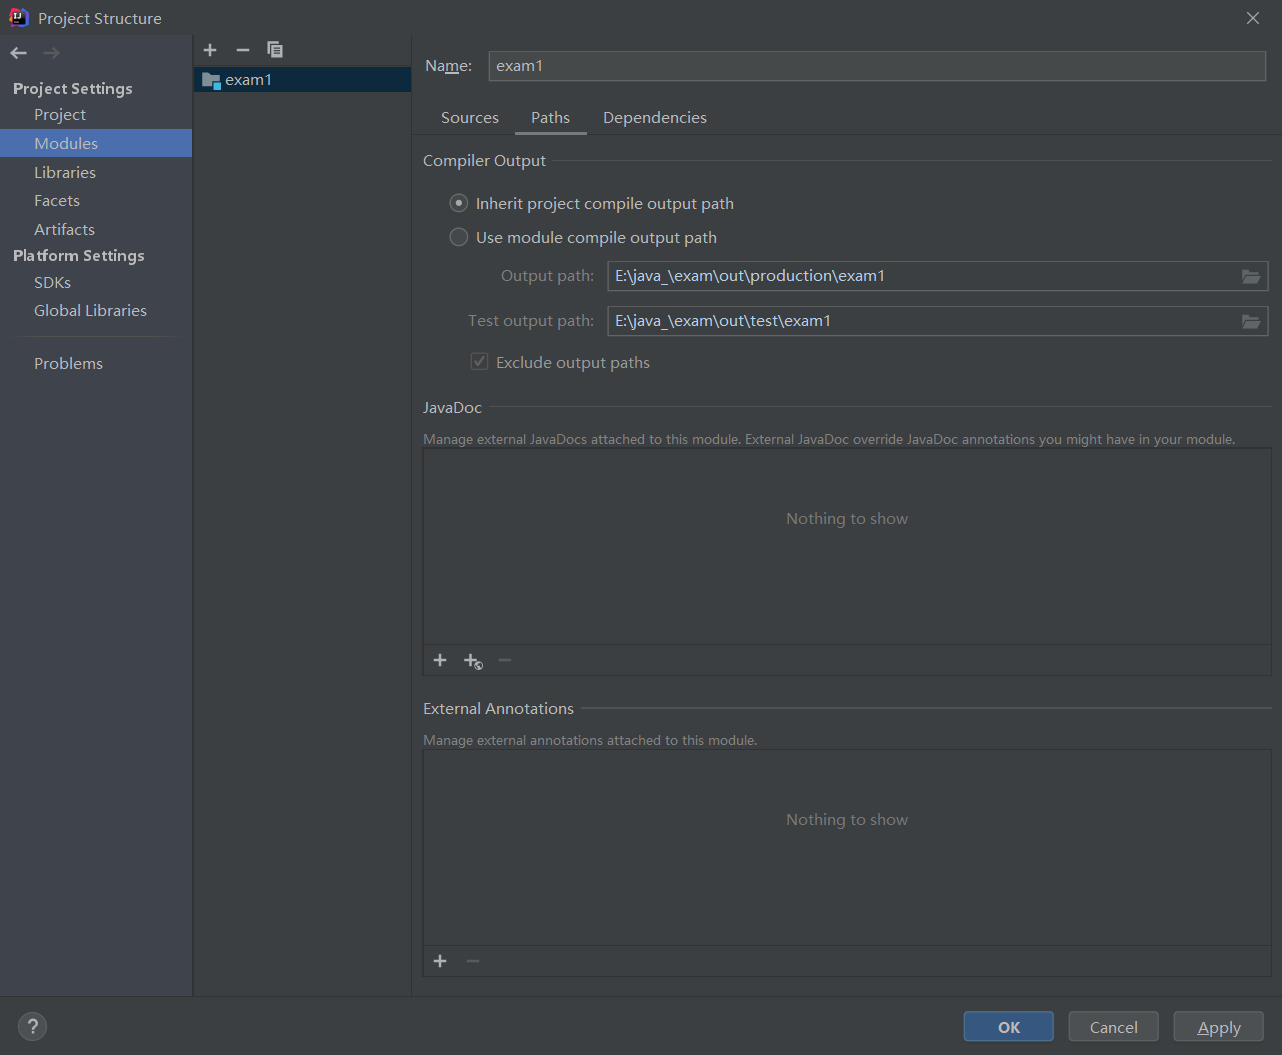 Project Structure
Project Settings
Project
Modules
Libraries
Facets
Artifacts
Platform Settings
SDKs
Global Libraries
Problems
exam1
Name: exam1
Sources Paths Dependencies
Compiler Output
Inherit project compile output path
Use module compile output path
Output path: E:\java_\exam\out\production\exam1
Test output path: E:\java_\exam\out\test\exam1
Exclude output paths
JavaDoc
Manage external JavaDocs attached to this module. External JavaDoc override JavaDoc annotations you might have in your module.
Nothing to show
External Annotations
Manage external annotations attached to this module.
Nothing to show
? OK Cancel Apply